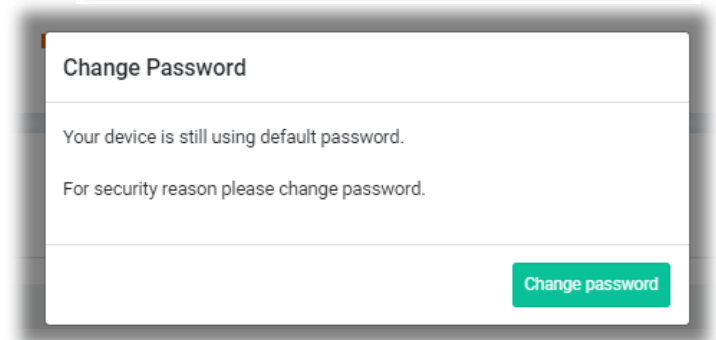 Change Password
Your device is still using default password.
For security reason please change password.
Change password